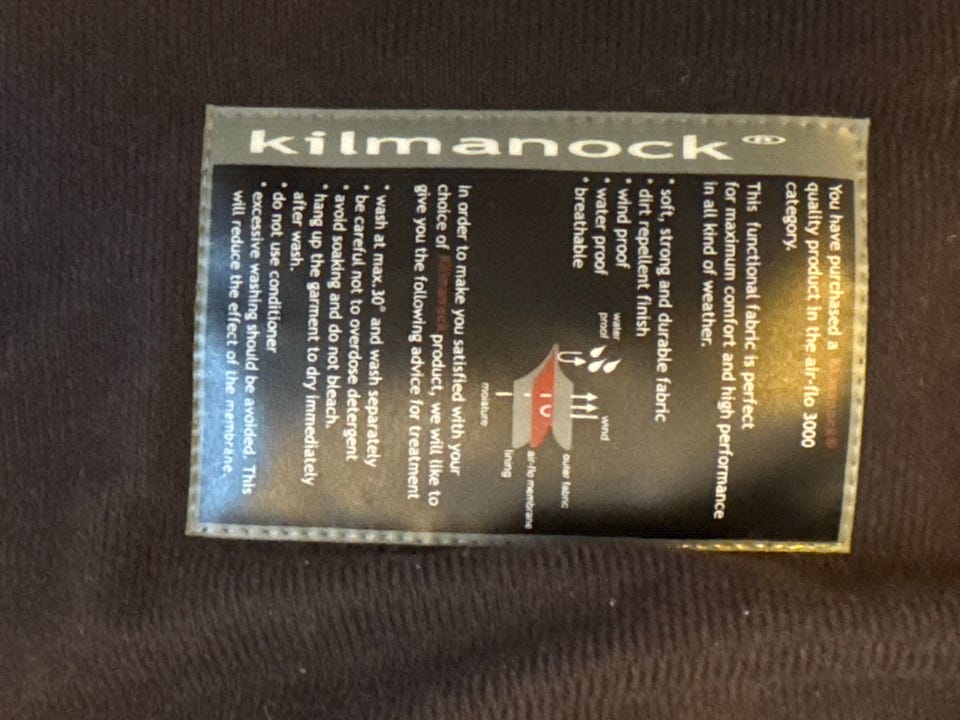 kilmanock®
You have purchased a kilmanock®
quality product in the air-flo 3000
category.
This functional fabric is perfect
for maximum comfort and high performance
in all kind of weather.
• soft, strong and durable fabric
• dirt repellent finish
• wind proof
• water proof
• breathable
water
proof
wind
outer fabric
air-flo membrane
lining
moisture
In order to make you satisfied with your
choice of kilmanock product, we will like to
give you the following advice for treatment
• wash at max.30° and wash separately
• be careful not to overdose detergent
• avoid soaking and do not bleach.
• hang up the garment to dry immediately
after wash.
• do not use conditioner
• excessive washing should be avoided. This
will reduce the effect of the membrane.